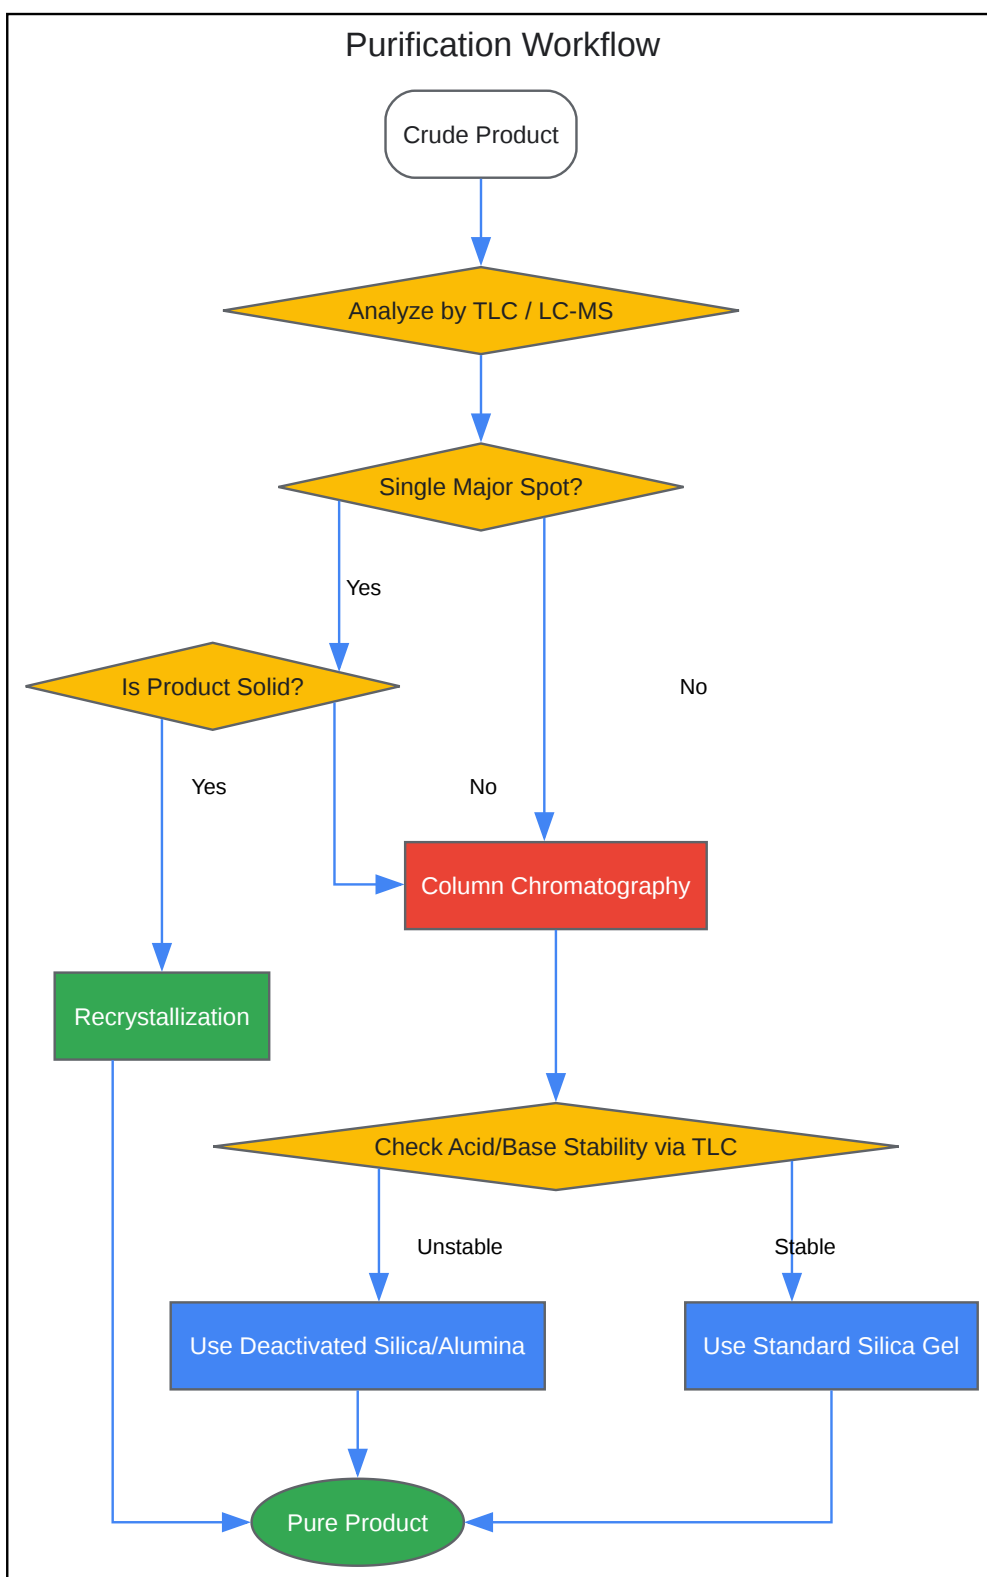 Purification Workflow
Crude Product
Analyze by TLC / LC-MS
Single Major Spot?
Yes
Is Product Solid?
No
Yes
No
Column Chromatography
Recrystallization
Check Acid/Base Stability via TLC
Unstable
Stable
Use Deactivated Silica/Alumina
Use Standard Silica Gel
Pure Product